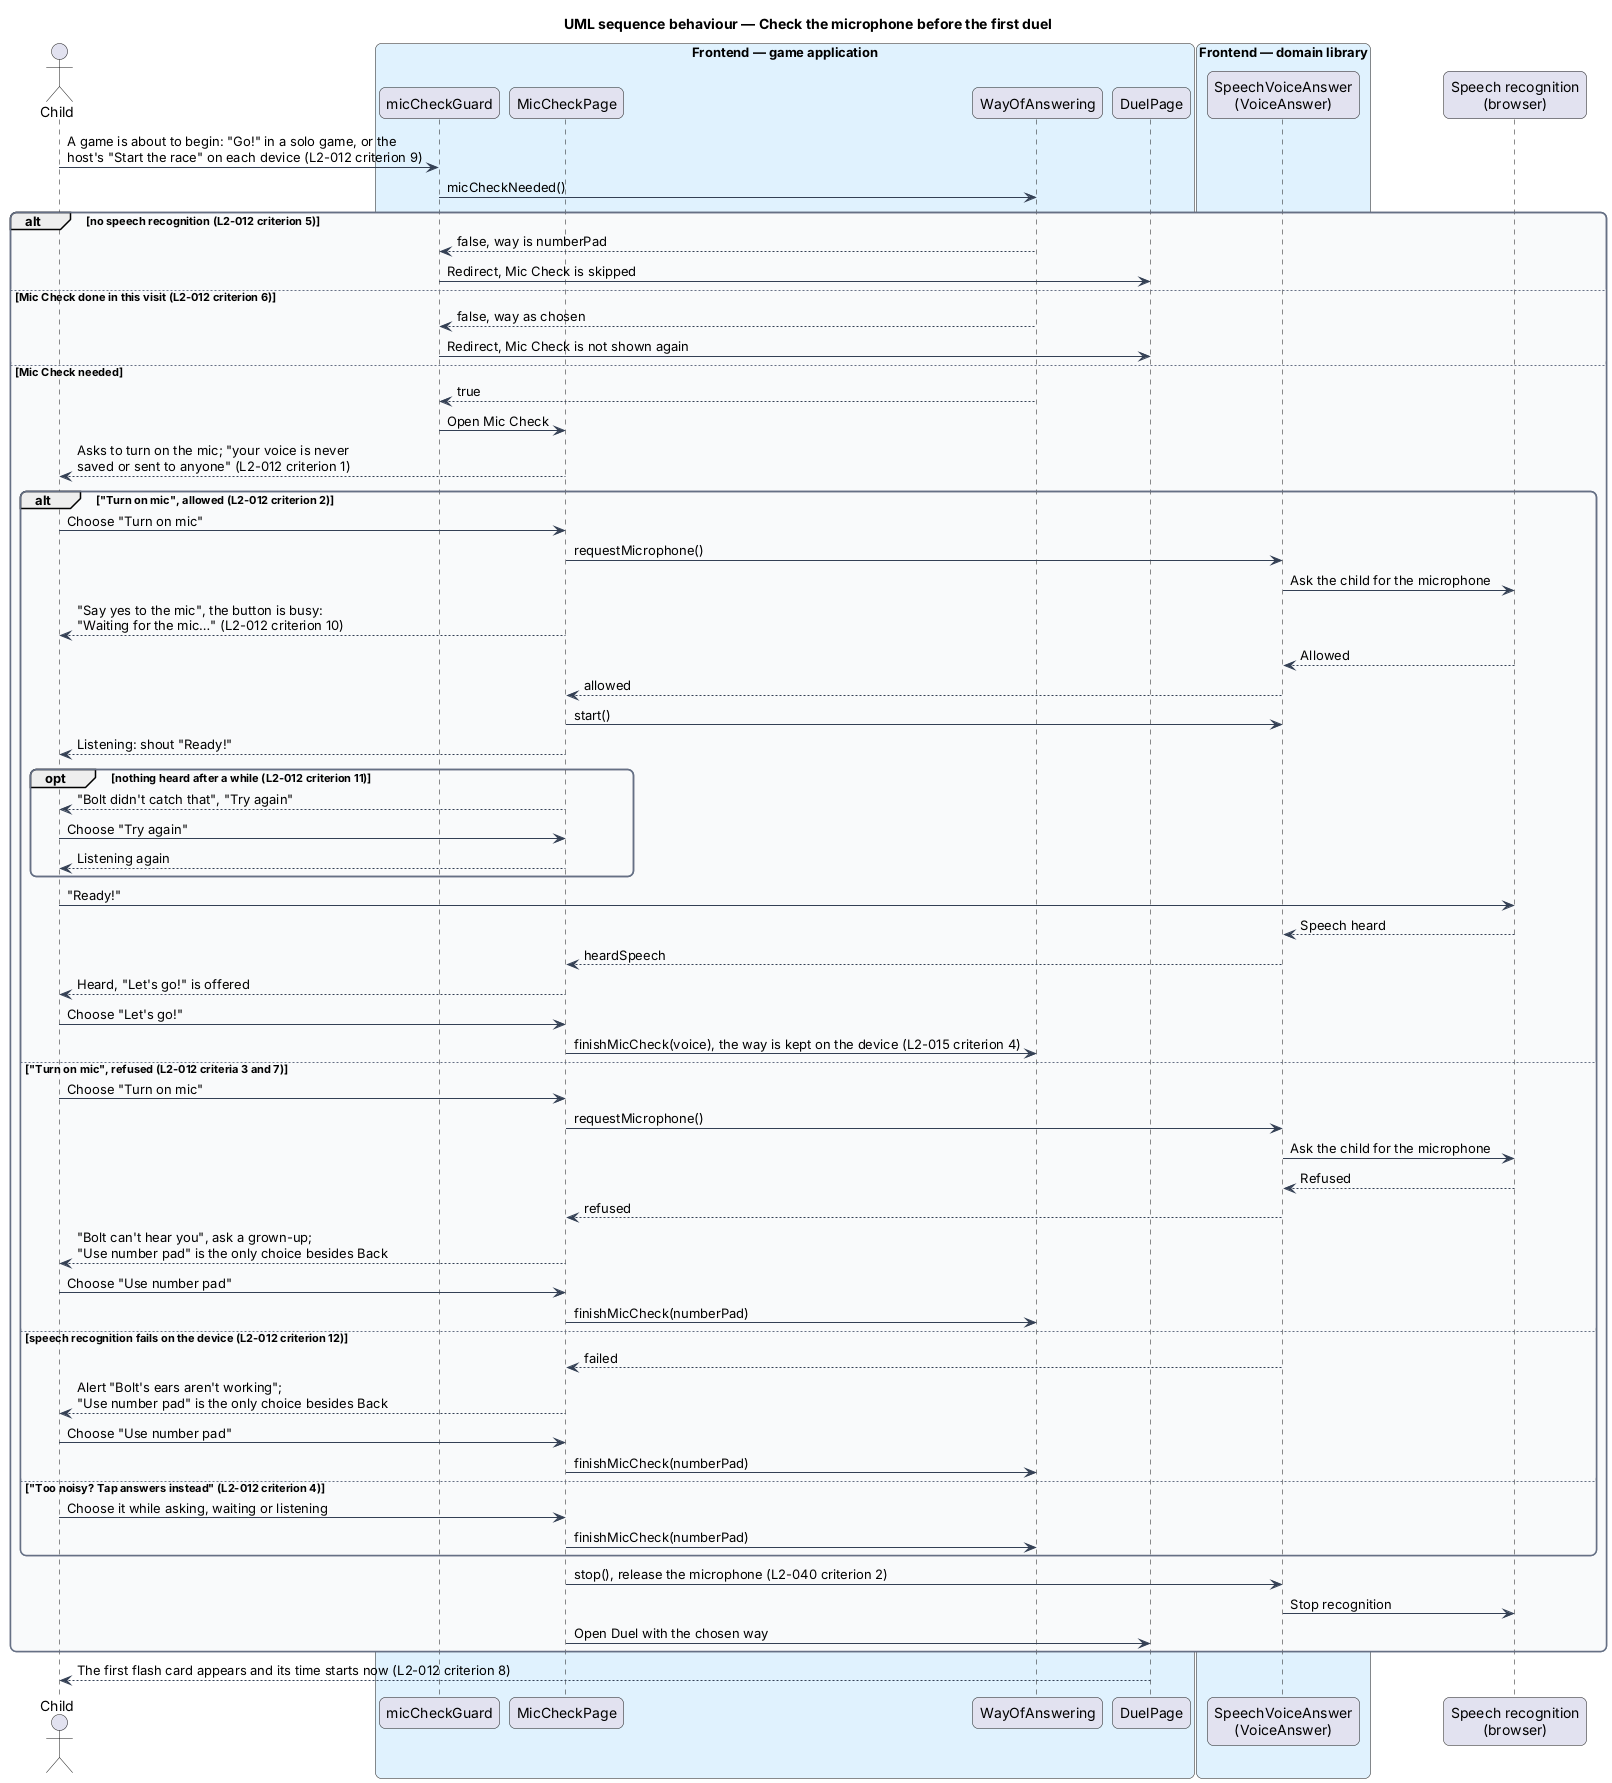 UML sequence behaviour — Check the microphone before the first duel
Frontend — game application
Frontend — domain library
Child
micCheckGuard
MicCheckPage
WayOfAnswering
DuelPage
SpeechVoiceAnswer
(VoiceAnswer)
Speech recognition
(browser)
A game is about to begin: "Go!" in a solo game, or the
host's "Start the race" on each device (L2-012 criterion 9)
micCheckNeeded()
alt
[no speech recognition (L2-012 criterion 5)]
false, way is numberPad
Redirect, Mic Check is skipped
[Mic Check done in this visit (L2-012 criterion 6)]
false, way as chosen
Redirect, Mic Check is not shown again
[Mic Check needed]
true
Open Mic Check
Asks to turn on the mic; "your voice is never
saved or sent to anyone" (L2-012 criterion 1)
alt
["Turn on mic", allowed (L2-012 criterion 2)]
Choose "Turn on mic"
requestMicrophone()
Ask the child for the microphone
"Say yes to the mic", the button is busy:
"Waiting for the mic..." (L2-012 criterion 10)
Allowed
allowed
start()
Listening: shout "Ready!"
opt
[nothing heard after a while (L2-012 criterion 11)]
"Bolt didn't catch that", "Try again"
Choose "Try again"
Listening again
"Ready!"
Speech heard
heardSpeech
Heard, "Let's go!" is offered
Choose "Let's go!"
finishMicCheck(voice), the way is kept on the device (L2-015 criterion 4)
["Turn on mic", refused (L2-012 criteria 3 and 7)]
Choose "Turn on mic"
requestMicrophone()
Ask the child for the microphone
Refused
refused
"Bolt can't hear you", ask a grown-up;
"Use number pad" is the only choice besides Back
Choose "Use number pad"
finishMicCheck(numberPad)
[speech recognition fails on the device (L2-012 criterion 12)]
failed
Alert "Bolt's ears aren't working";
"Use number pad" is the only choice besides Back
Choose "Use number pad"
finishMicCheck(numberPad)
["Too noisy? Tap answers instead" (L2-012 criterion 4)]
Choose it while asking, waiting or listening
finishMicCheck(numberPad)
stop(), release the microphone (L2-040 criterion 2)
Stop recognition
Open Duel with the chosen way
The first flash card appears and its time starts now (L2-012 criterion 8)
Child
micCheckGuard
MicCheckPage
WayOfAnswering
DuelPage
SpeechVoiceAnswer
(VoiceAnswer)
Speech recognition
(browser)